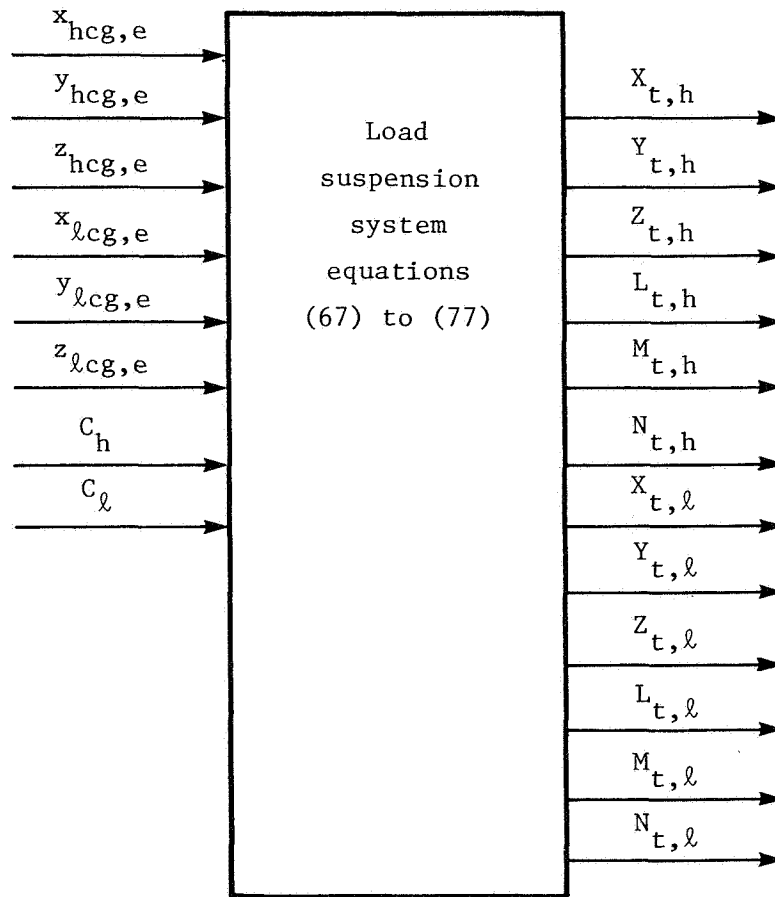 x_hcg,e
y_hcg,e
z_hcg,e
x_ℓcg,e
y_ℓcg,e
z_ℓcg,e
C_h
C_ℓ
Load
suspension
system
equations
(67) to (77)
X_t,h
Y_t,h
Z_t,h
L_t,h
M_t,h
N_t,h
X_t,ℓ
Y_t,ℓ
Z_t,ℓ
L_t,ℓ
M_t,ℓ
N_t,ℓ